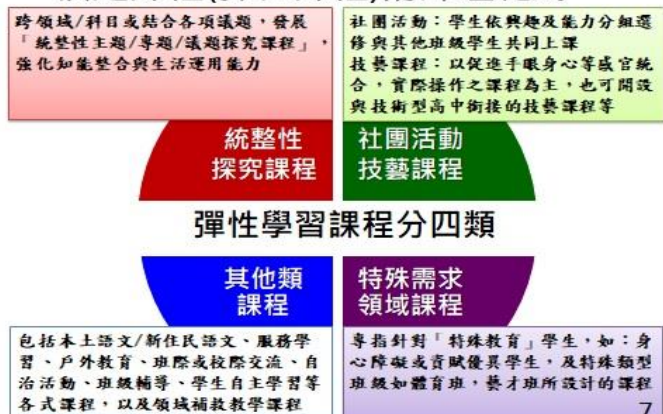 跨領域/科目或結合各項議題，發展
「統整性主題/專題/議題探究課程」，
強化知能整合與生活運用能力
社團活動：學生依興趣及能力分組選
修與其他班級學生共同上課
技藝課程：以促進手眼身心等感官統
合，實際操作之課程為主，也可開設
與技術型高中銜接的技藝課程等
統整性
探究課程
社團活動
技藝課程
彈性學習課程分四類
其他類
課程
特殊需求
領域課程
包括本土語文/新住民語文、服務學
習、戶外教育、班際或校際交流、自
治活動、班級輔導、學生自主學習等
各式課程，以及領域補救教學課程
專指針對「特殊教育」學生，如：身
心障礙或資賦優異學生，及特殊類型
班級如體育班，藝才班所設計的課程
7